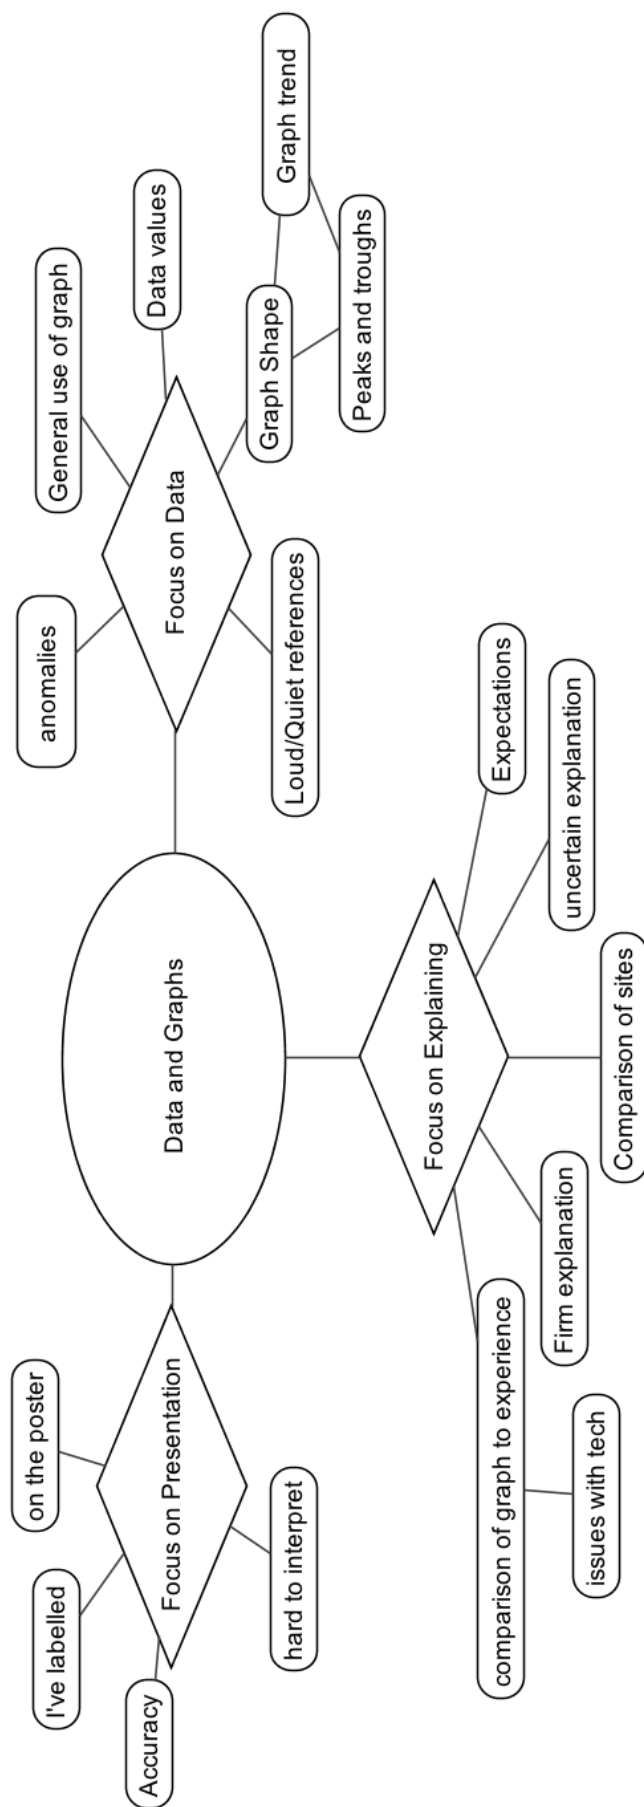 I've labelled
on the poster
Accuracy
Focus on Presentation
hard to interpret
Data and Graphs
anomalies
General use of graph
Data values
Focus on Data
Loud/Quiet references
Graph Shape
Graph trend
Peaks and troughs
Focus on Explaining
comparison of graph to experience
issues with tech
Firm explanation
Comparison of sites
uncertain explanation
Expectations